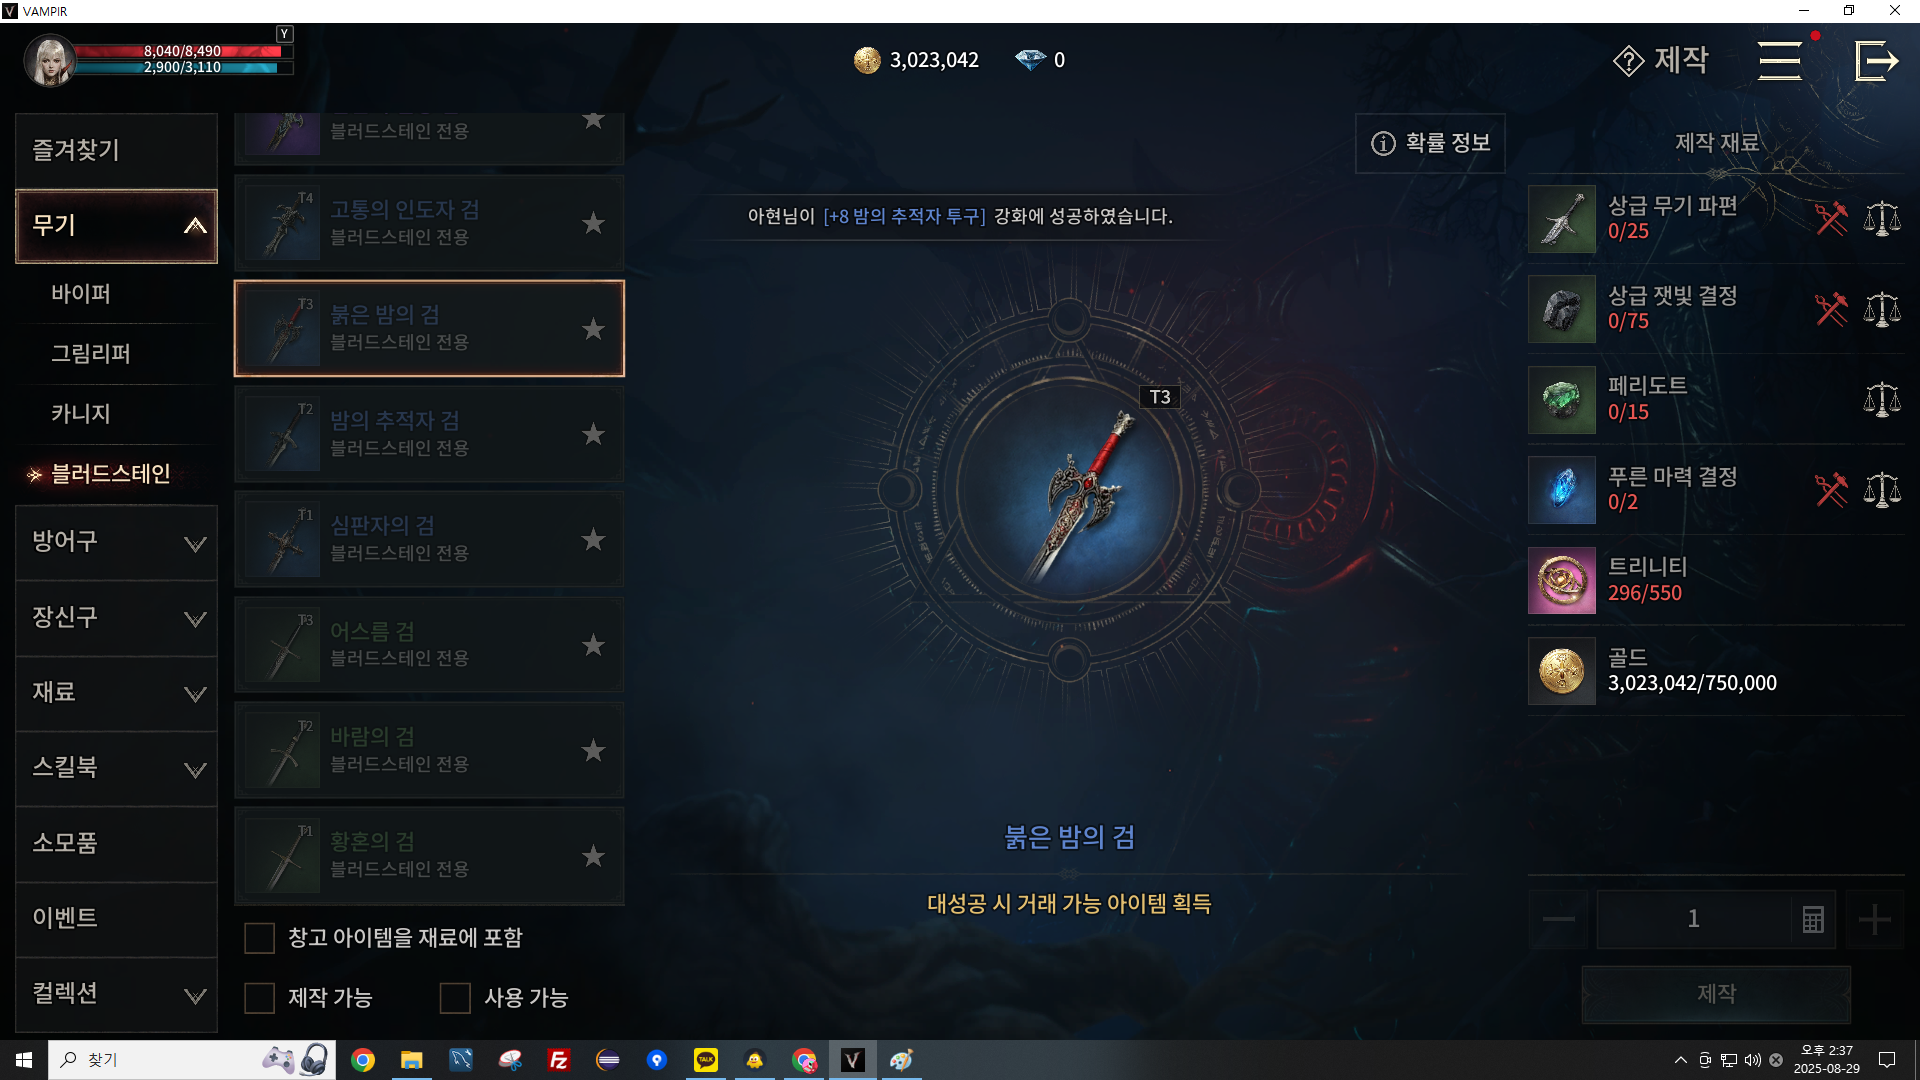 VAMPIR
Y
8,040/8,490
2,900/3,110
3,023,042
0
제작
즐겨찾기
무기
바이퍼
그림리퍼
카니지
블러드스테인
방어구
장신구
재료
스킬북
소모품
이벤트
컬렉션
블러드스테인 전용
T4
고통의 인도자 검
블러드스테인 전용
T3
붉은 밤의 검
블러드스테인 전용
T2
밤의 추적자 검
블러드스테인 전용
T1
심판자의 검
블러드스테인 전용
T3
어스름 검
블러드스테인 전용
T2
바람의 검
블러드스테인 전용
T1
황혼의 검
블러드스테인 전용
창고 아이템을 재료에 포함
제작 가능
사용 가능
확률 정보
아현님이 [+8 밤의 추적자 투구] 강화에 성공하였습니다.
T3
붉은 밤의 검
대성공 시 거래 가능 아이템 획득
제작 재료
상급 무기 파편
0/25
상급 잿빛 결정
0/75
페리도트
0/15
푸른 마력 결정
0/2
트리니티
296/550
골드
3,023,042/750,000
1
제작
찾기
TALK
오후 2:37
2025-08-29